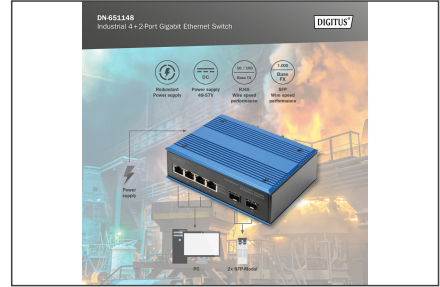 DN-651148
Industrial 4+2-Port Gigabit Ethernet Switch
DIGITUS®
DC
10 / 100
Base TX
1.000
Base
FX
Redundant
Power supply
Power supply
48-57V
RJ45
Wire speed
performance
SFP
Wire speed
performance
Power
supply
PC
2x SFP-Modul